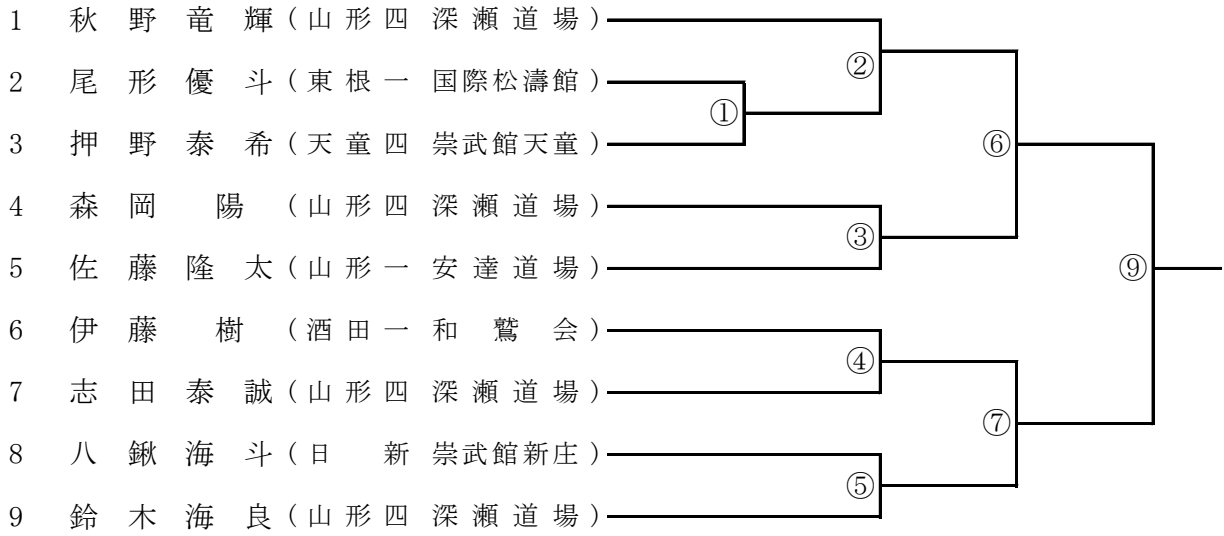 1 秋野竜輝(山形四 深瀬道場)
②
2 尾形優斗(東根一 国際松濤館)
①
3 押野泰希(天童四 崇武館天童)
⑥
4 森岡 陽(山形四 深瀬道場)
③
5 佐藤隆太(山形一 安達道場)
⑨
6 伊藤 樹(酒田一 和鷲会)
④
7 志田泰誠(山形四 深瀬道場)
⑦
8 八鍬海斗(日新 崇武館新庄)
⑤
9 鈴木海良(山形四 深瀬道場)